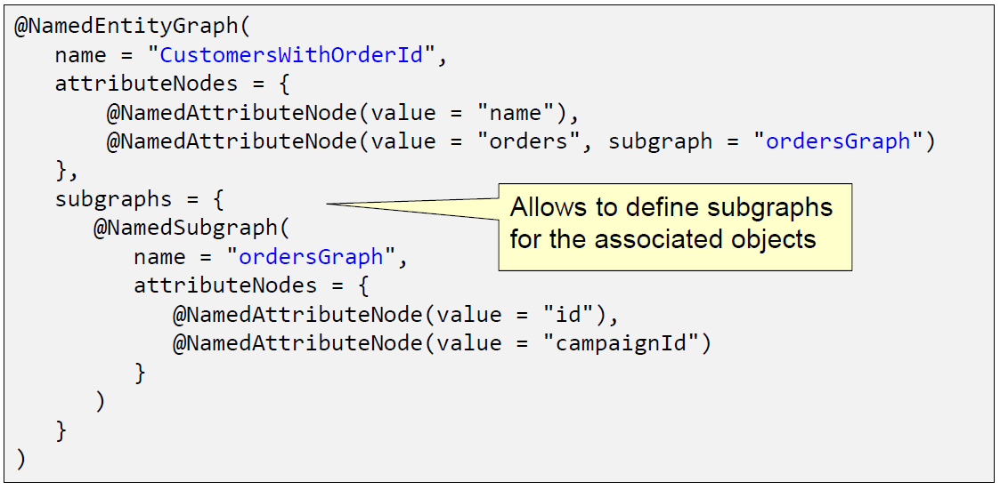 @NamedEntityGraph(
name = "CustomersWithOrderId",
attributeNodes = {
@NamedAttributeNode(value = "name"),
@NamedAttributeNode(value = "orders", subgraph = "ordersGraph")
},
subgraphs = {
@NamedSubgraph(
name = "ordersGraph",
attributeNodes = {
@NamedAttributeNode(value = "id"),
@NamedAttributeNode(value = "campaignId")
}
)
}
)
Allows to define subgraphs
for the associated objects